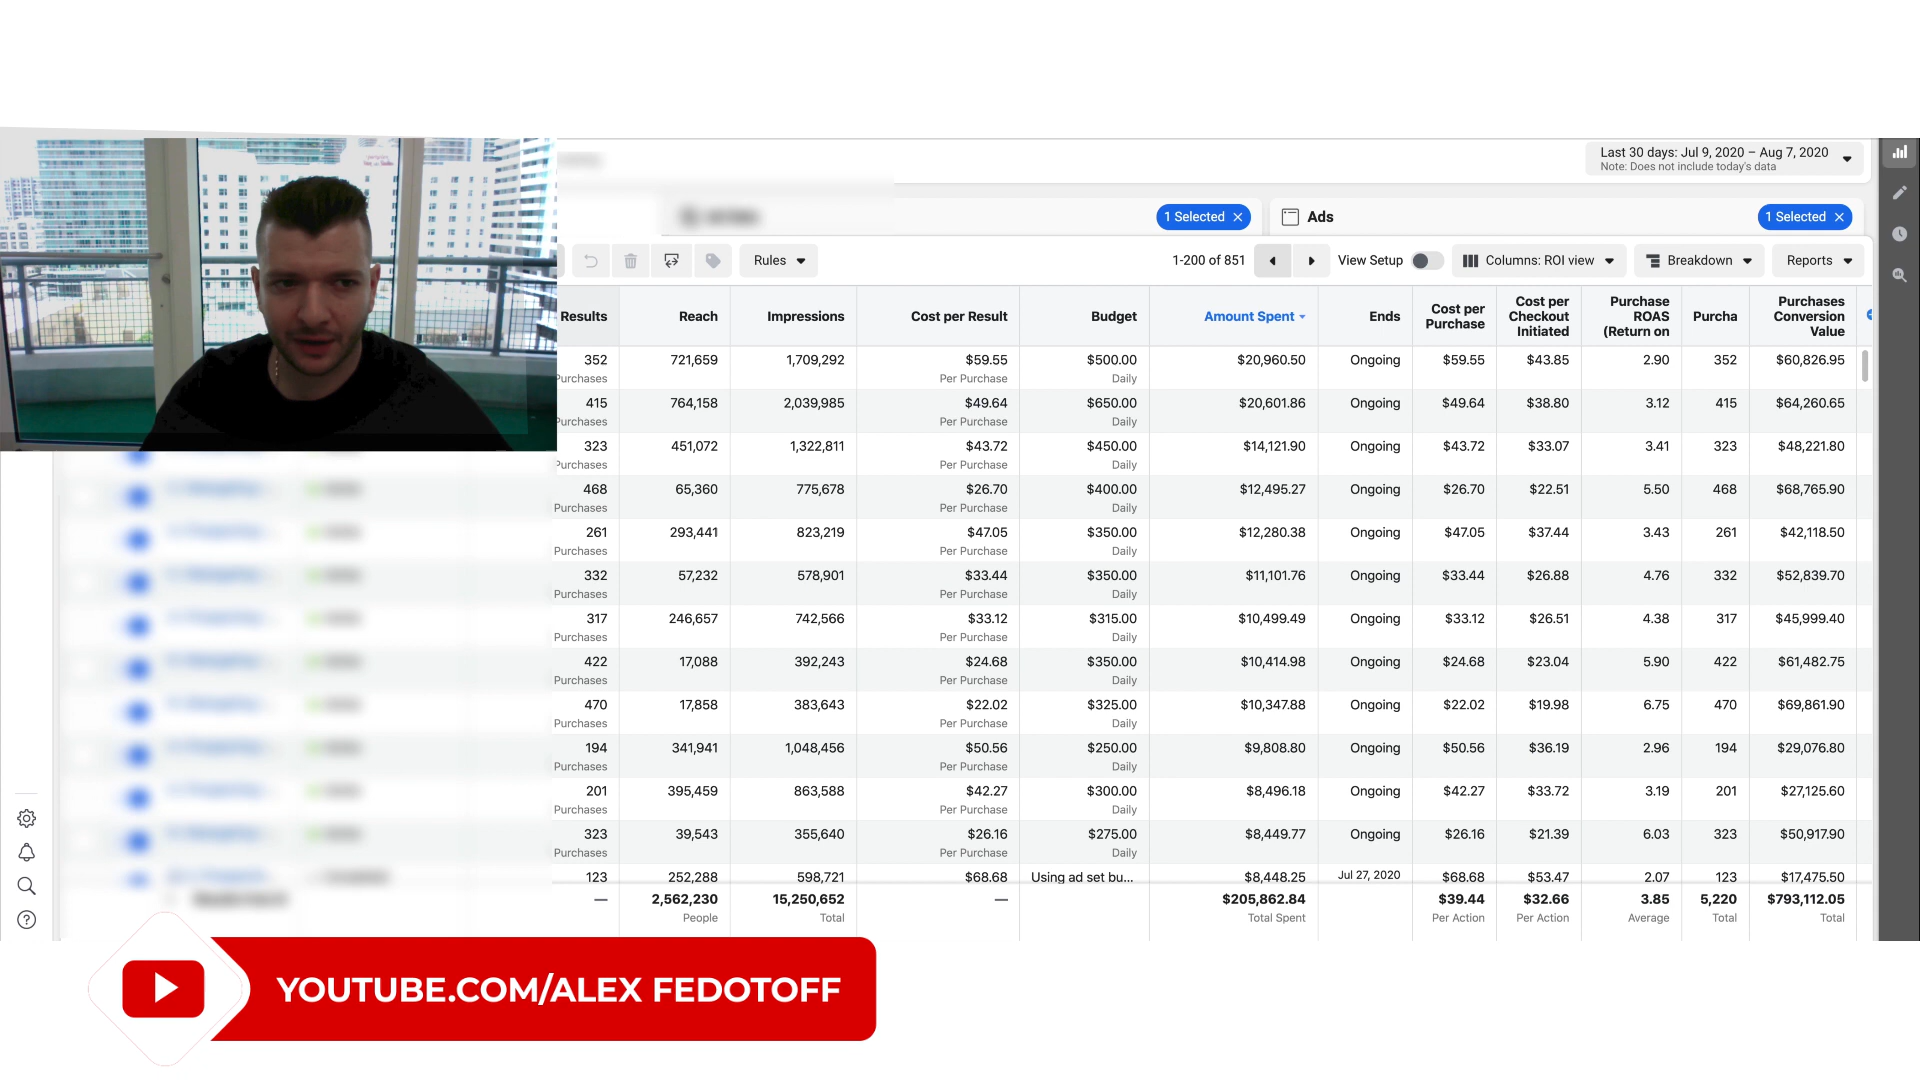 Last 30 days: Jul 9, 2020 – Aug 7, 2020
Note: Does not include today's data
1 Selected ×
Ads
1 Selected ×
Rules
1-200 of 851
View Setup
Columns: ROI view
Breakdown
Reports
Results Reach Impressions Cost per Result Budget Amount Spent Ends Cost per Purchase Cost per Checkout Initiated Purchase ROAS (Return on Purcha Purchases Conversion Value
352 721,659 1,709,292 $59.55 $500.00 $20,960.50 Ongoing $59.55 $43.85 2.90 352 $60,826.95
Purchases Per Purchase Daily
415 764,158 2,039,985 $49.64 $650.00 $20,601.86 Ongoing $49.64 $38.80 3.12 415 $64,260.65
Purchases Per Purchase Daily
323 451,072 1,322,811 $43.72 $450.00 $14,121.90 Ongoing $43.72 $33.07 3.41 323 $48,221.80
Purchases Per Purchase Daily
468 65,360 775,678 $26.70 $400.00 $12,495.27 Ongoing $26.70 $22.51 5.50 468 $68,765.90
Purchases Per Purchase Daily
261 293,441 823,219 $47.05 $350.00 $12,280.38 Ongoing $47.05 $37.44 3.43 261 $42,118.50
Purchases Per Purchase Daily
332 57,232 578,901 $33.44 $350.00 $11,101.76 Ongoing $33.44 $26.88 4.76 332 $52,839.70
Purchases Per Purchase Daily
317 246,657 742,566 $33.12 $315.00 $10,499.49 Ongoing $33.12 $26.51 4.38 317 $45,999.40
Purchases Per Purchase Daily
422 17,088 392,243 $24.68 $350.00 $10,414.98 Ongoing $24.68 $23.04 5.90 422 $61,482.75
Purchases Per Purchase Daily
470 17,858 383,643 $22.02 $325.00 $10,347.88 Ongoing $22.02 $19.98 6.75 470 $69,861.90
Purchases Per Purchase Daily
194 341,941 1,048,456 $50.56 $250.00 $9,808.80 Ongoing $50.56 $36.19 2.96 194 $29,076.80
Purchases Per Purchase Daily
201 395,459 863,588 $42.27 $300.00 $8,496.18 Ongoing $42.27 $33.72 3.19 201 $27,125.60
Purchases Per Purchase Daily
323 39,543 355,640 $26.16 $275.00 $8,449.77 Ongoing $26.16 $21.39 6.03 323 $50,917.90
Purchases Per Purchase Daily
123 252,288 598,721 $68.68 Using ad set bu... $8,448.25 Jul 27, 2020 $68.68 $53.47 2.07 123 $17,475.50
— 2,562,230 15,250,652 — $205,862.84 $39.44 $32.66 3.85 5,220 $793,112.05
People Total Total Spent Per Action Per Action Average Total Total
YOUTUBE.COM/ALEX FEDOTOFF